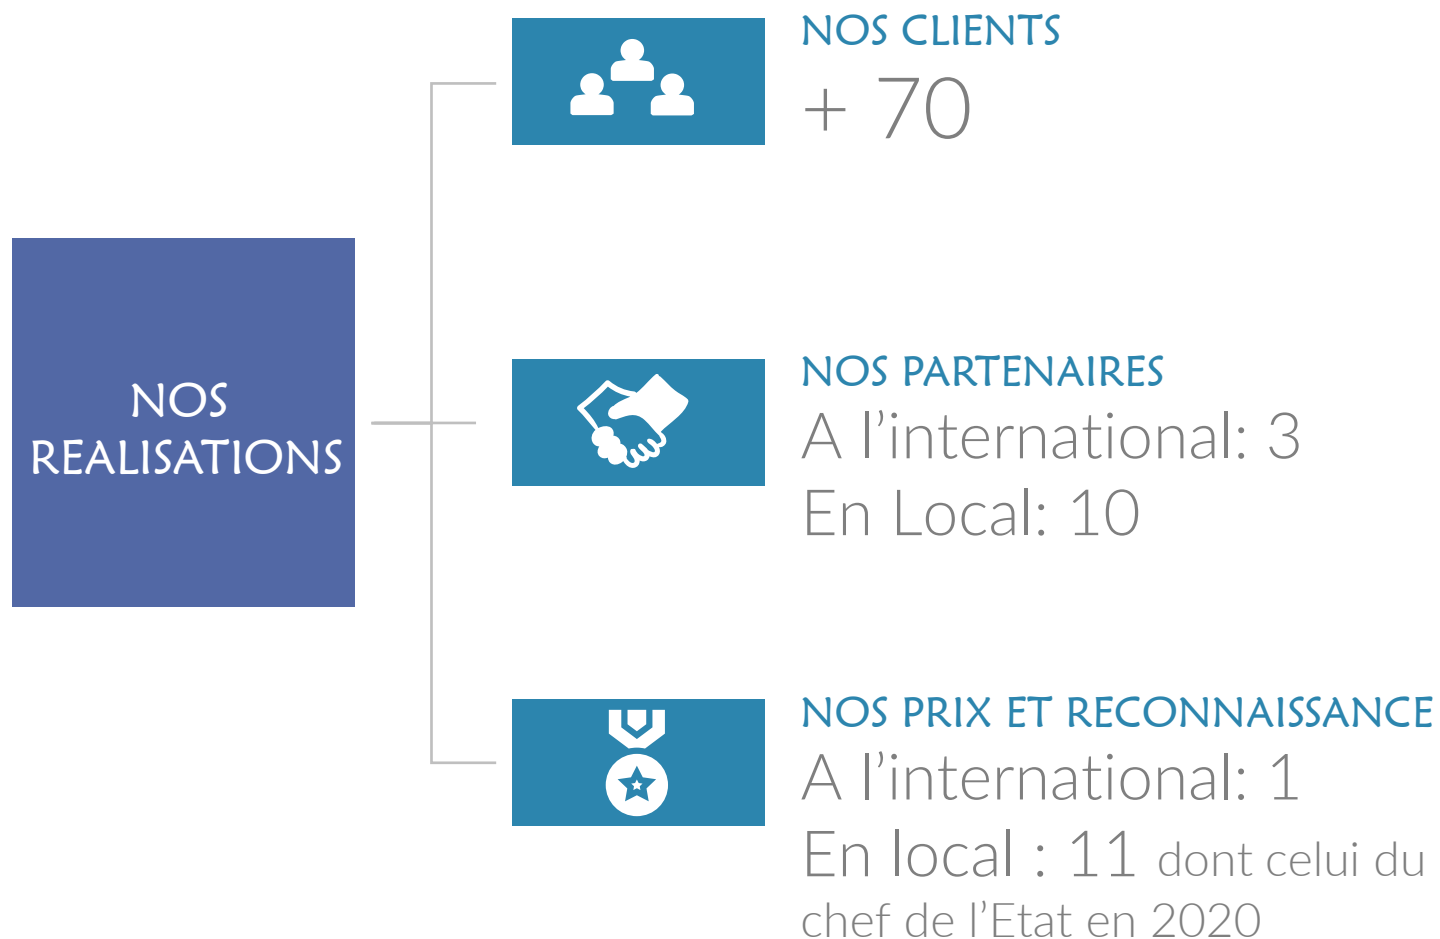 NOS CLIENTS
+ 70
NOS
REALISATIONS
NOS PARTENAIRES
A l’international: 3
En Local: 10
NOS PRIX ET RECONNAISSANCE
A l’international: 1
En local : 11 dont celui du
chef de l’Etat en 2020